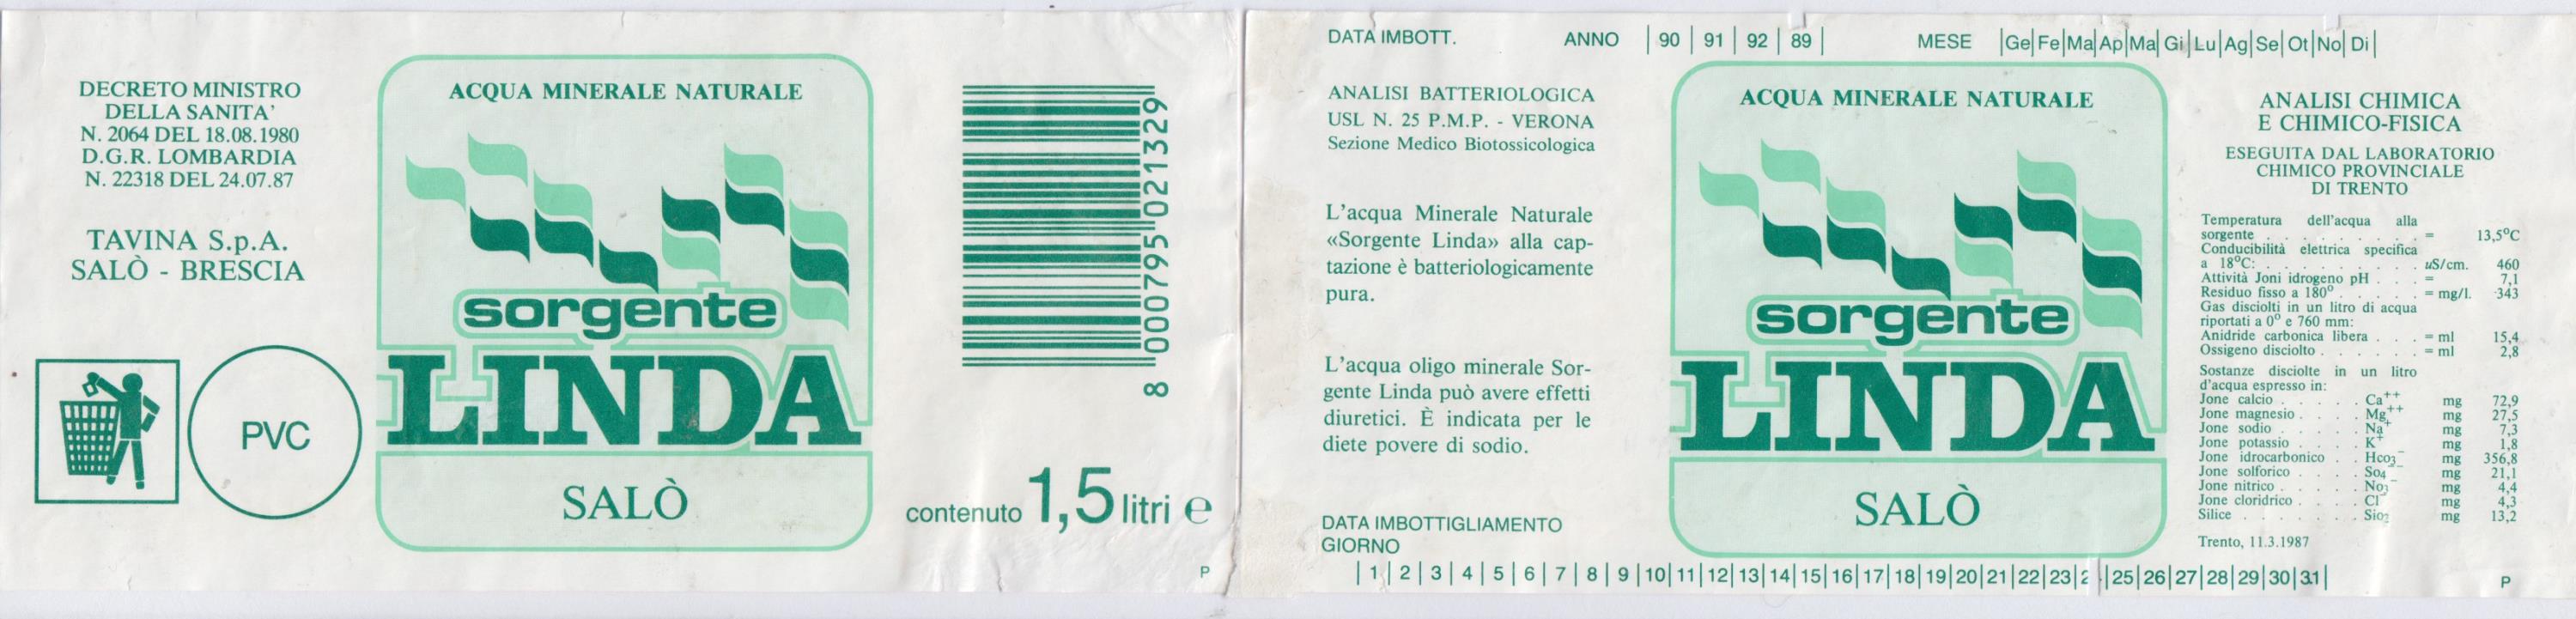 DECRETO MINISTRO
DELLA SANITA'
N. 2064 DEL 18.08.1980
D.G.R. LOMBARDIA
N. 22318 DEL 24.07.87
TAVINA S.p.A.
SALÒ - BRESCIA
PVC
ACQUA MINERALE NATURALE
sorgente
LINDA
SALÒ
8 000795 021329
contenuto 1,5 litri e
P
DATA IMBOTT. ANNO | 90 | 91 | 92 | 89 | MESE |Ge|Fe|Ma|Ap|Ma|Gi|Lu|Ag|Se|Ot|No|Di|
ANALISI BATTERIOLOGICA
USL N. 25 P.M.P. - VERONA
Sezione Medico Biotossicologica
L'acqua Minerale Naturale
«Sorgente Linda» alla cap-
tazione è batteriologicamente
pura.
L'acqua oligo minerale Sor-
gente Linda può avere effetti
diuretici. È indicata per le
diete povere di sodio.
DATA IMBOTTIGLIAMENTO
GIORNO
| 1 | 2 | 3 | 4 | 5 | 6 | 7 | 8 | 9 |10|11|12|13|14|15|16|17|18|19|20|21|22|23|2 |25|26|27|28|29|30|31|
ACQUA MINERALE NATURALE
sorgente
LINDA
SALÒ
ANALISI CHIMICA
E CHIMICO-FISICA
ESEGUITA DAL LABORATORIO
CHIMICO PROVINCIALE
DI TRENTO
Temperatura dell'acqua alla
sorgente . . . . . . . . . = 13,5°C
Conducibilità elettrica specifica
a 18°C: . . . . . . . . . uS/cm. 460
Attività Joni idrogeno pH . . . = 7,1
Residuo fisso a 180° . . . . . = mg/l. 343
Gas disciolti in un litro di acqua
riportati a 0° e 760 mm:
Anidride carbonica libera . . . = ml 15,4
Ossigeno disciolto . . . . . . = ml 2,8
Sostanze disciolte in un litro
d'acqua espresso in:
Jone calcio . . . . . Ca++ mg 72,9
Jone magnesio . . . . Mg++ mg 27,5
Jone sodio . . . . . Na+ mg 7,3
Jone potassio . . . . K+ mg 1,8
Jone idrocarbonico . . Hco3- mg 356,8
Jone solforico . . . . So4-- mg 21,1
Jone nitrico . . . . . No3- mg 4,4
Jone cloridrico . . . . Cl- mg 4,3
Silice . . . . . . . Sio2 mg 13,2
Trento, 11.3.1987
P